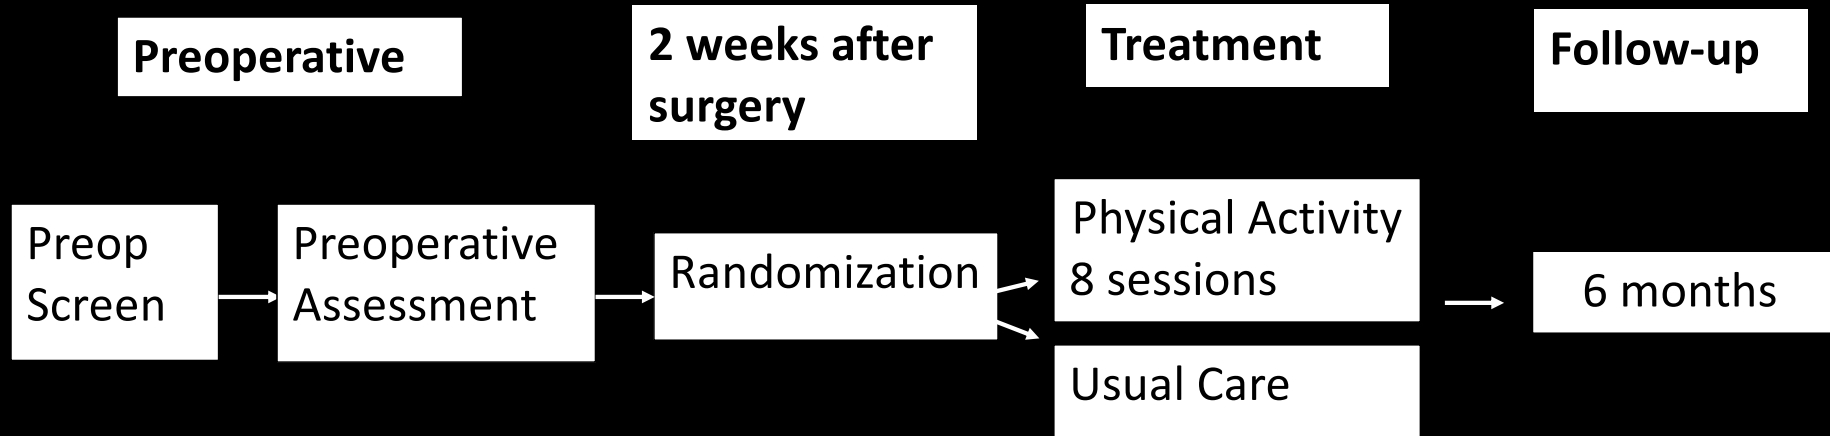 Preoperative
2 weeks after
surgery
Treatment
Follow-up
Preop
Screen
Preoperative
Assessment
Randomization
Physical Activity
8 sessions
Usual Care
6 months